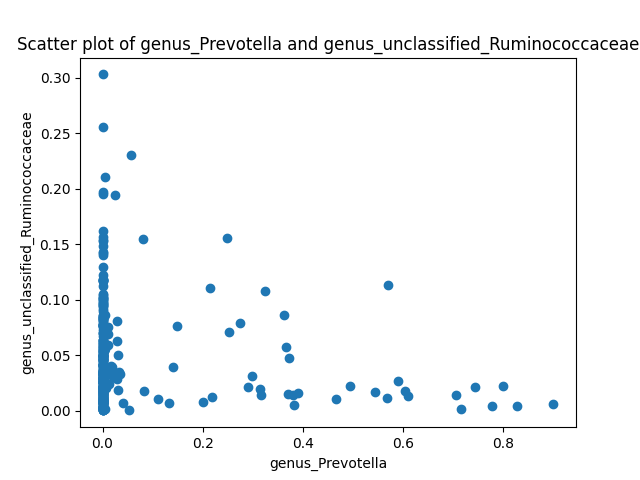 Scatter plot of genus_Prevotella and genus_unclassified_Ruminococcaceae
genus_unclassified_Ruminococcaceae
0.30
0.25
0.20
0.15
0.10
0.05
0.00
0.0 0.2 0.4 0.6 0.8
genus_Prevotella